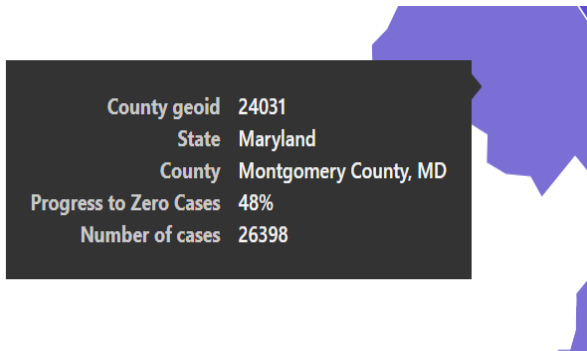 County geoid 24031
State Maryland
County Montgomery County, MD
Progress to Zero Cases 48%
Number of cases 26398